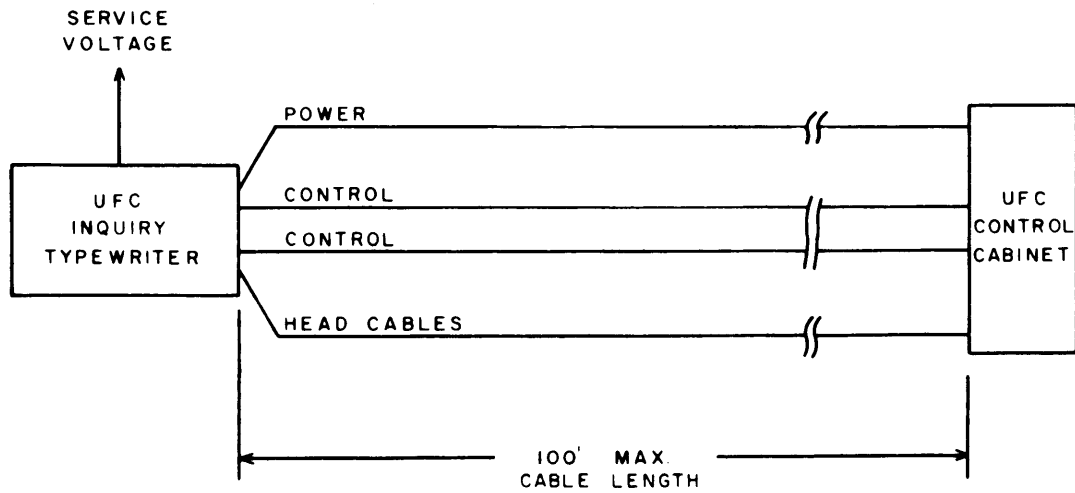 SERVICE
VOLTAGE
POWER
UFC
INQUIRY
TYPEWRITER
CONTROL
CONTROL
UFC
CONTROL
CABINET
HEAD CABLES
100' MAX.
CABLE LENGTH